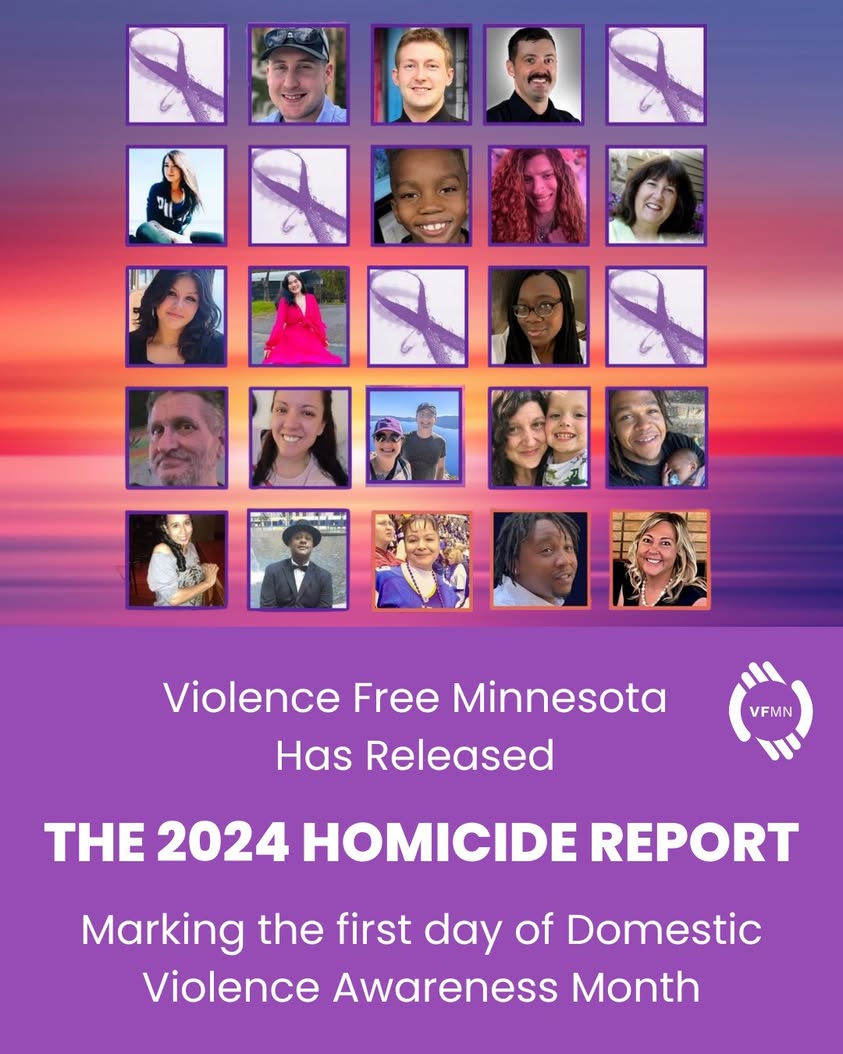 Violence Free Minnesota
Has Released
VFMN
THE 2024 HOMICIDE REPORT
Marking the first day of Domestic
Violence Awareness Month